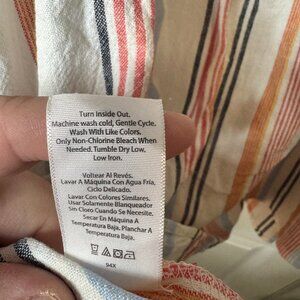 Turn Inside Out.
Machine wash cold, Gentle Cycle.
Wash With Like Colors.
Only Non-Chlorine Bleach When
Needed. Tumble Dry Low,
Low Iron.
Voltear Al Revés.
Lavar A Máquina Con Agua Fría,
Ciclo Delicado.
Lavar Con Colores Similares.
Usar Solamente Blanqueador
Sin Cloro Cuando Se Necesite.
Secar En Máquina A
Temperatura Baja. Planchar A
Temperatura Baja.
94X